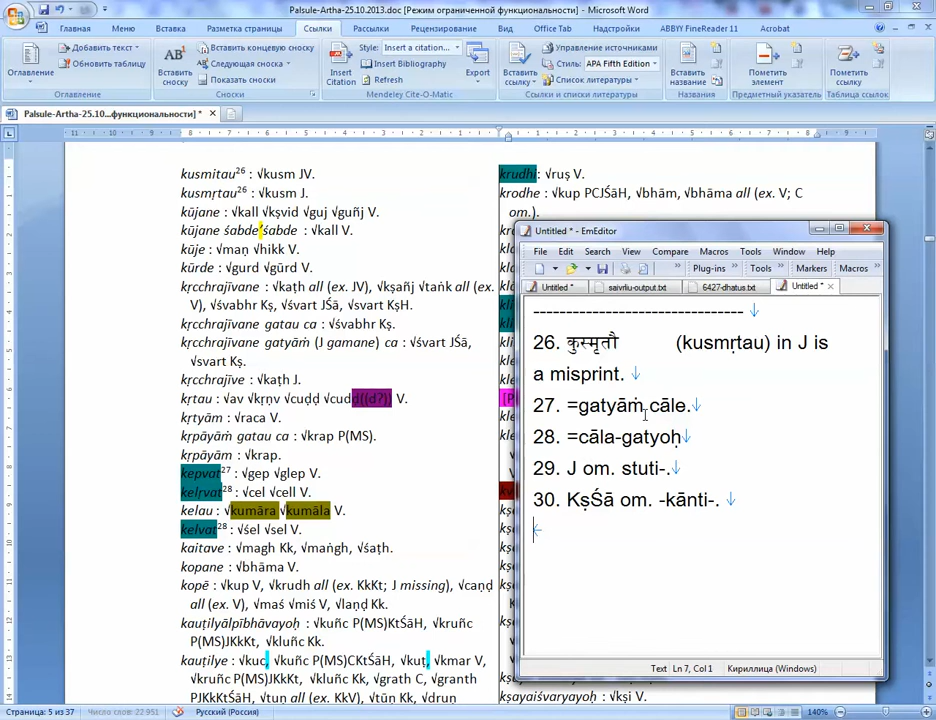 Palsule-Artha-25.10.2013.doc [Режим ограниченной функциональности] - Microsoft Word
Главная Меню Вставка Разметка страницы Ссылки Рассылки Рецензирование Вид Office Tab Надстройки ABBYY FineReader 11 Acrobat
Оглавление
Добавить текст
Обновить таблицу
Оглавление
AB¹
Вставить сноску
Вставить концевую сноску
Следующая сноска
Показать сноски
Сноски
Insert Citation
Style: Insert a citation...
Insert Bibliography
Refresh
Export
Mendeley Cite-O-Matic
Вставить ссылку
Управление источниками
Стиль: APA Fifth Edition
Список литературы
Ссылки и списки литературы
Вставить название
Названия
Пометить элемент
Предметный указатель
Пометить ссылку
Таблица ссылок
Palsule-Artha-25.10...функциональности] *
kusmitau²⁶ : √kusm JV.
kusmṛtau²⁶ : √kusm J.
kūjane : √kall √kṣvid √guj √guñj V.
kūjane śabde'śabde : √kall V.
kūje : √maṇ √hikk V.
kūrde : √gurd √gūrd V.
kṛcchrajīvane : √kaṭh all (ex. JV), √kṣañj √taṅk all (ex.
V), √śvabhr Kṣ, √śvart JŚā, √svart KṣH.
kṛcchrajīvane gatau ca : √śvabhr Kṣ.
kṛcchrajīvane gatyāṃ (J gamane) ca : √śvart JŚā,
√svart Kṣ.
kṛcchrajīve : √kaṭh J.
kṛtau : √av √kṛṇv √cuḍḍ √cudḍ((d?)) V.
kṛtyām : √raca V.
kṛpāyāṃ gatau ca : √krap P(MS).
kṛpāyām : √krap.
kepvat²⁷ : √gep √glep V.
kelṛvat²⁸ : √cel √cell V.
kelau : √kumāra √kumāla V.
kelvat²⁸ : √śel √sel V.
kaitave : √magh Kk, √maṅgh, √śaṭh.
kopane : √bhāma V.
kopē : √kup V, √krudh all (ex. KkKt; J missing), √caṇḍ
all (ex. V), √maś √miś V, √laṇḍ Kk.
kauṭilyālpībhāvayoḥ : √kuñc P(MS)KtŚāH, √kruñc
P(MS)JKkKt, √kluñc Kk.
kauṭilye : √kuc, √kuñc P(MS)CKtŚāH, √kuṭ, √kmar V,
√kruñc P(MS)JKkKt, √kluñc Kk, √grath C, √granth
PJKkKtŚāH, √tuṇ all (ex. KkV), √tūṇ Kk, √drun
krudhi : √ruṣ V.
krodhe : √kup PCJŚāH, √bhām, √bhāma all (ex. V; C
om.).
kṣayaiśvaryayoḥ : √kṣi V.
Untitled * - EmEditor
File Edit Search View Compare Macros Window Help
Plug-ins Tools Markers Macros
Untitled * saivrliu-output.txt 6427-dhatus.txt Untitled *
-------------------------------- ↓
26. कुस्मृतौ (kusmṛtau) in J is
a misprint. ↓
27. =gatyāṁ cāle.↓
28. =cāla-gatyoḥ↓
29. J om. stuti-.↓
30. KṣŚā om. -kānti-. ↓
←
Text Ln 7, Col 1 Кириллица (Windows)
Страница: 5 из 37 Число слов: 22 951 Русский (Россия) 140%